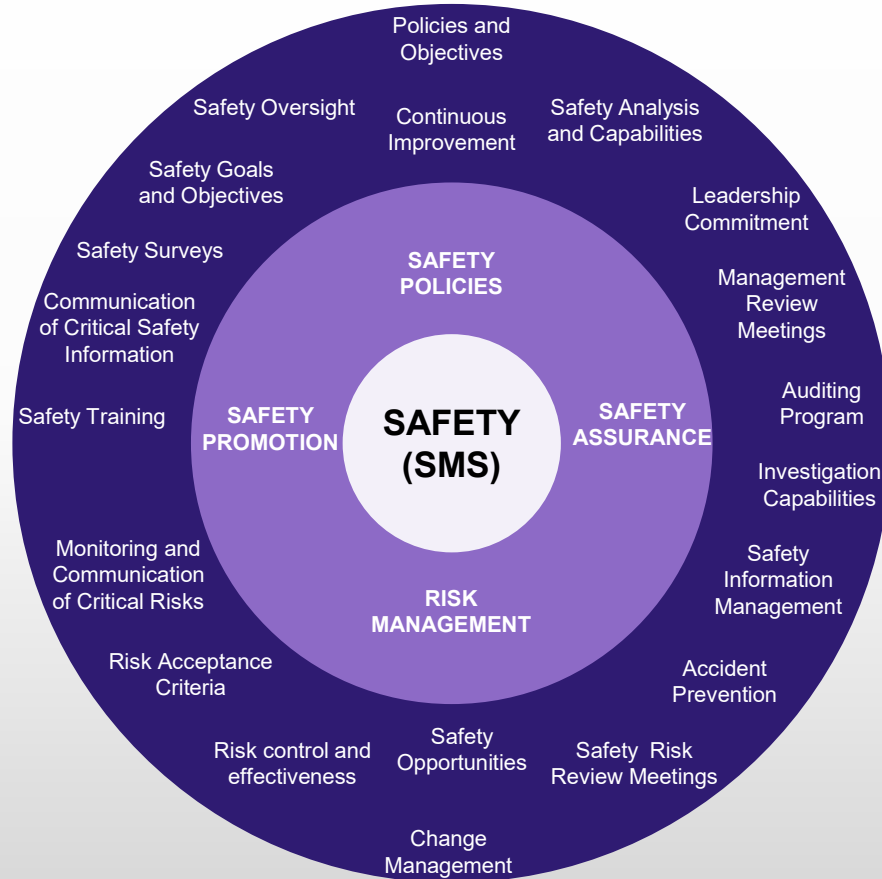 Policies and
Objectives
Safety Oversight
Continuous
Improvement
Safety Analysis
and Capabilities
Safety Goals
and Objectives
Leadership
Commitment
Safety Surveys
SAFETY
POLICIES
Management
Review
Meetings
Communication
of Critical Safety
Information
Safety Training
SAFETY
PROMOTION
SAFETY
(SMS)
SAFETY
ASSURANCE
Auditing
Program
Investigation
Capabilities
Monitoring and
Communication
of Critical Risks
RISK
MANAGEMENT
Safety
Information
Management
Risk Acceptance
Criteria
Accident
Prevention
Risk control and
effectiveness
Safety
Opportunities
Safety Risk
Review Meetings
Change
Management